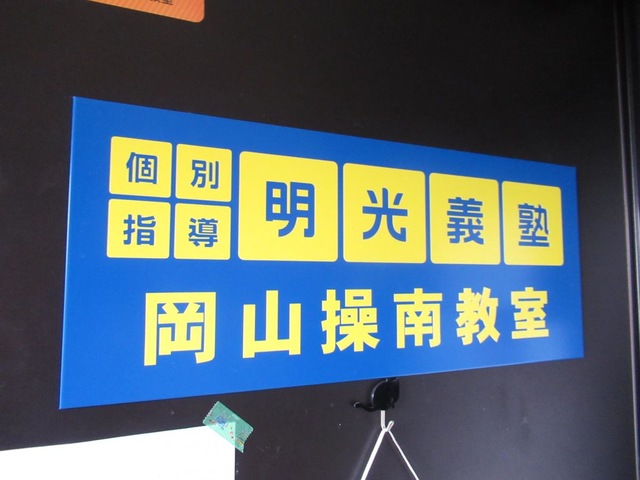 個別指導 明光義塾
岡山操南教室